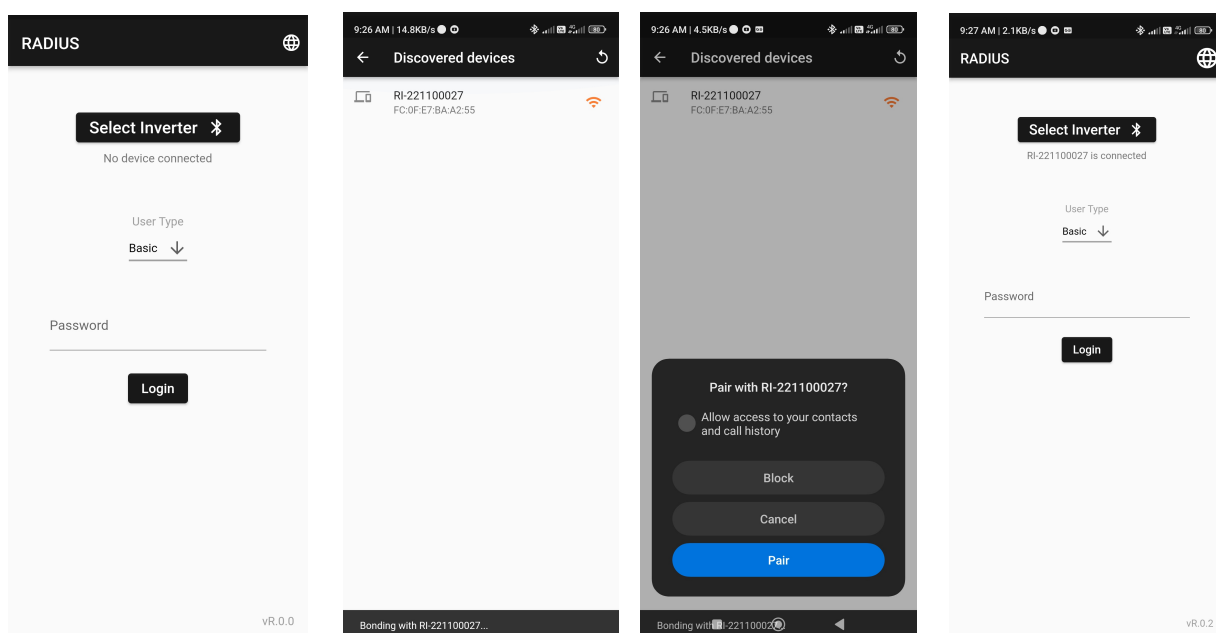 RADIUS
Select Inverter
No device connected
User Type
Basic
Password
Login
vR.0.0
9:26 AM | 14.8KB/s
Discovered devices
RI-221100027
FC:0F:E7:BA:A2:55
Bonding with RI-221100027...
9:26 AM | 4.5KB/s
Discovered devices
RI-221100027
FC:0F:E7:BA:A2:55
Pair with RI-221100027?
Allow access to your contacts
and call history
Block
Cancel
Pair
Bonding with RI-221100027
9:27 AM | 2.1KB/s
RADIUS
Select Inverter
RI-221100027 is connected
User Type
Basic
Password
Login
vR.0.2